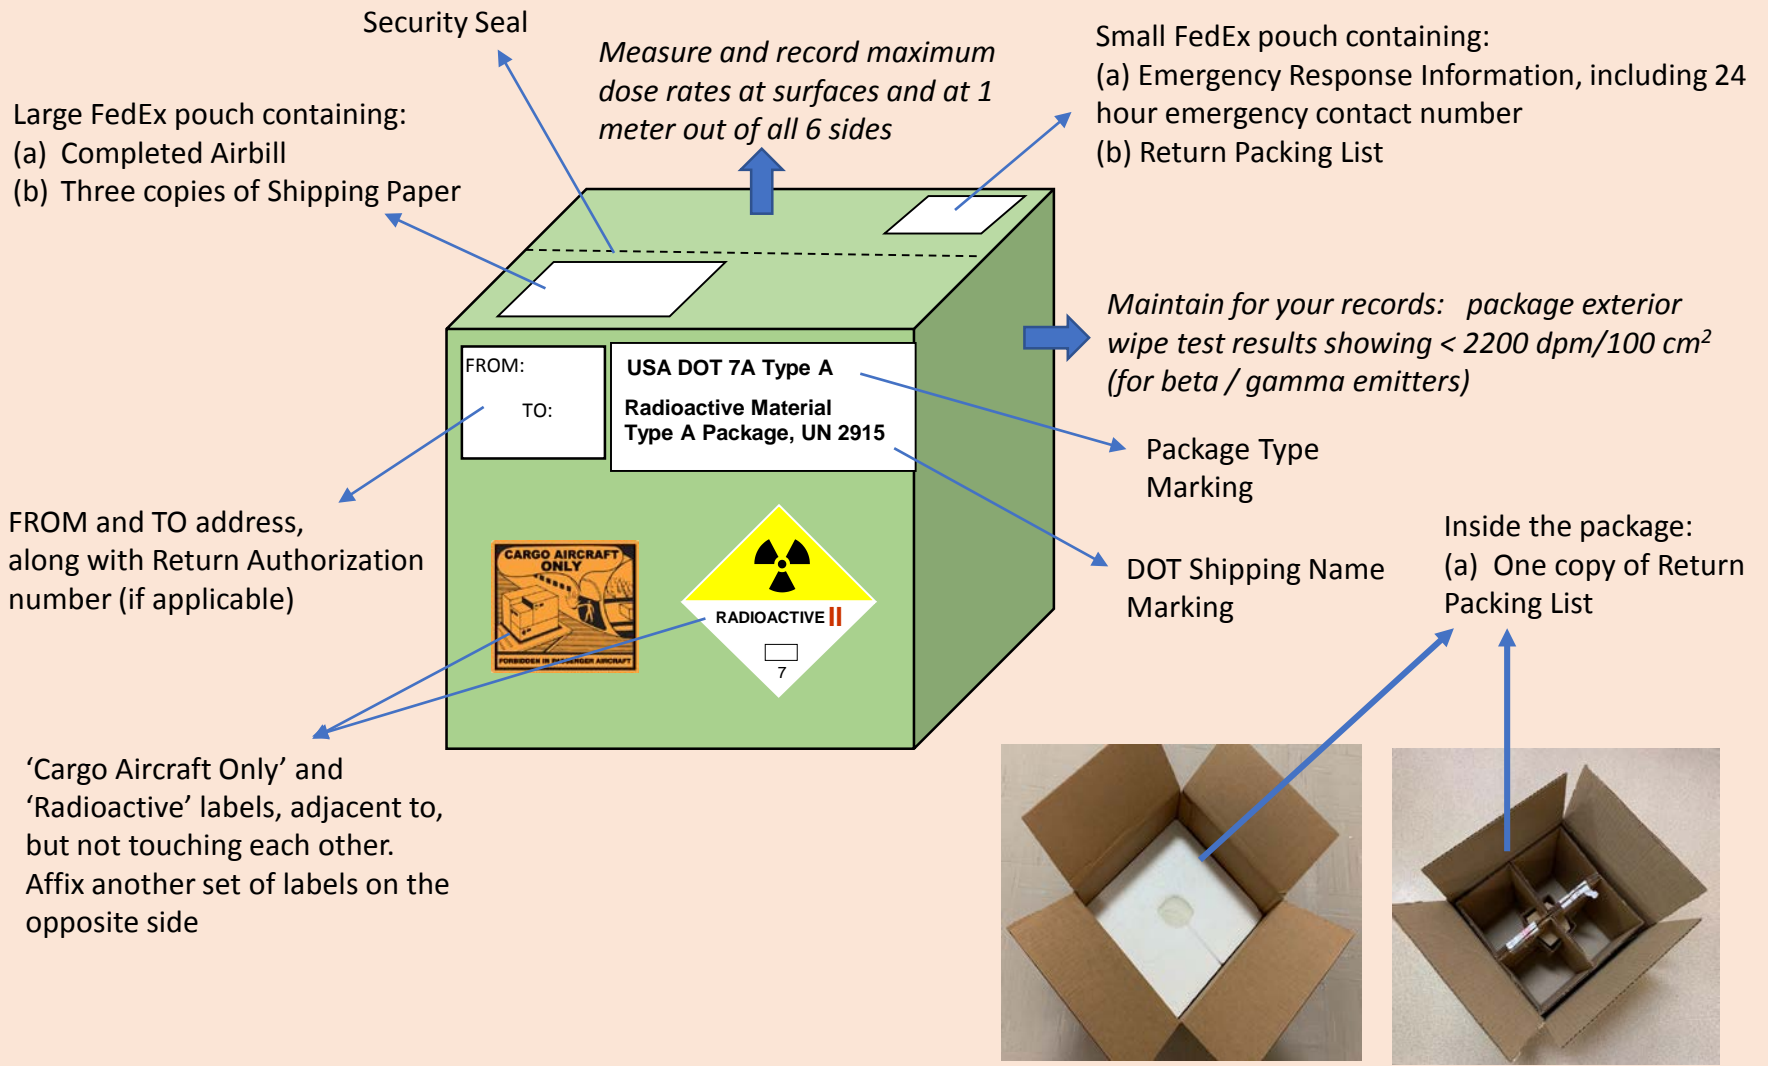 Security Seal
Measure and record maximum
dose rates at surfaces and at 1
meter out of all 6 sides
Small FedEx pouch containing:
(a) Emergency Response Information, including 24
hour emergency contact number
(b) Return Packing List
Large FedEx pouch containing:
(a) Completed Airbill
(b) Three copies of Shipping Paper
Maintain for your records: package exterior
wipe test results showing < 2200 dpm/100 cm²
(for beta / gamma emitters)
FROM:
TO:
USA DOT 7A Type A
Radioactive Material
Type A Package, UN 2915
Package Type
Marking
FROM and TO address,
along with Return Authorization
number (if applicable)
CARGO AIRCRAFT
ONLY
FORBIDDEN IN PASSENGER AIRCRAFT
RADIOACTIVE II
7
DOT Shipping Name
Marking
Inside the package:
(a) One copy of Return
Packing List
‘Cargo Aircraft Only’ and
‘Radioactive’ labels, adjacent to,
but not touching each other.
Affix another set of labels on the
opposite side